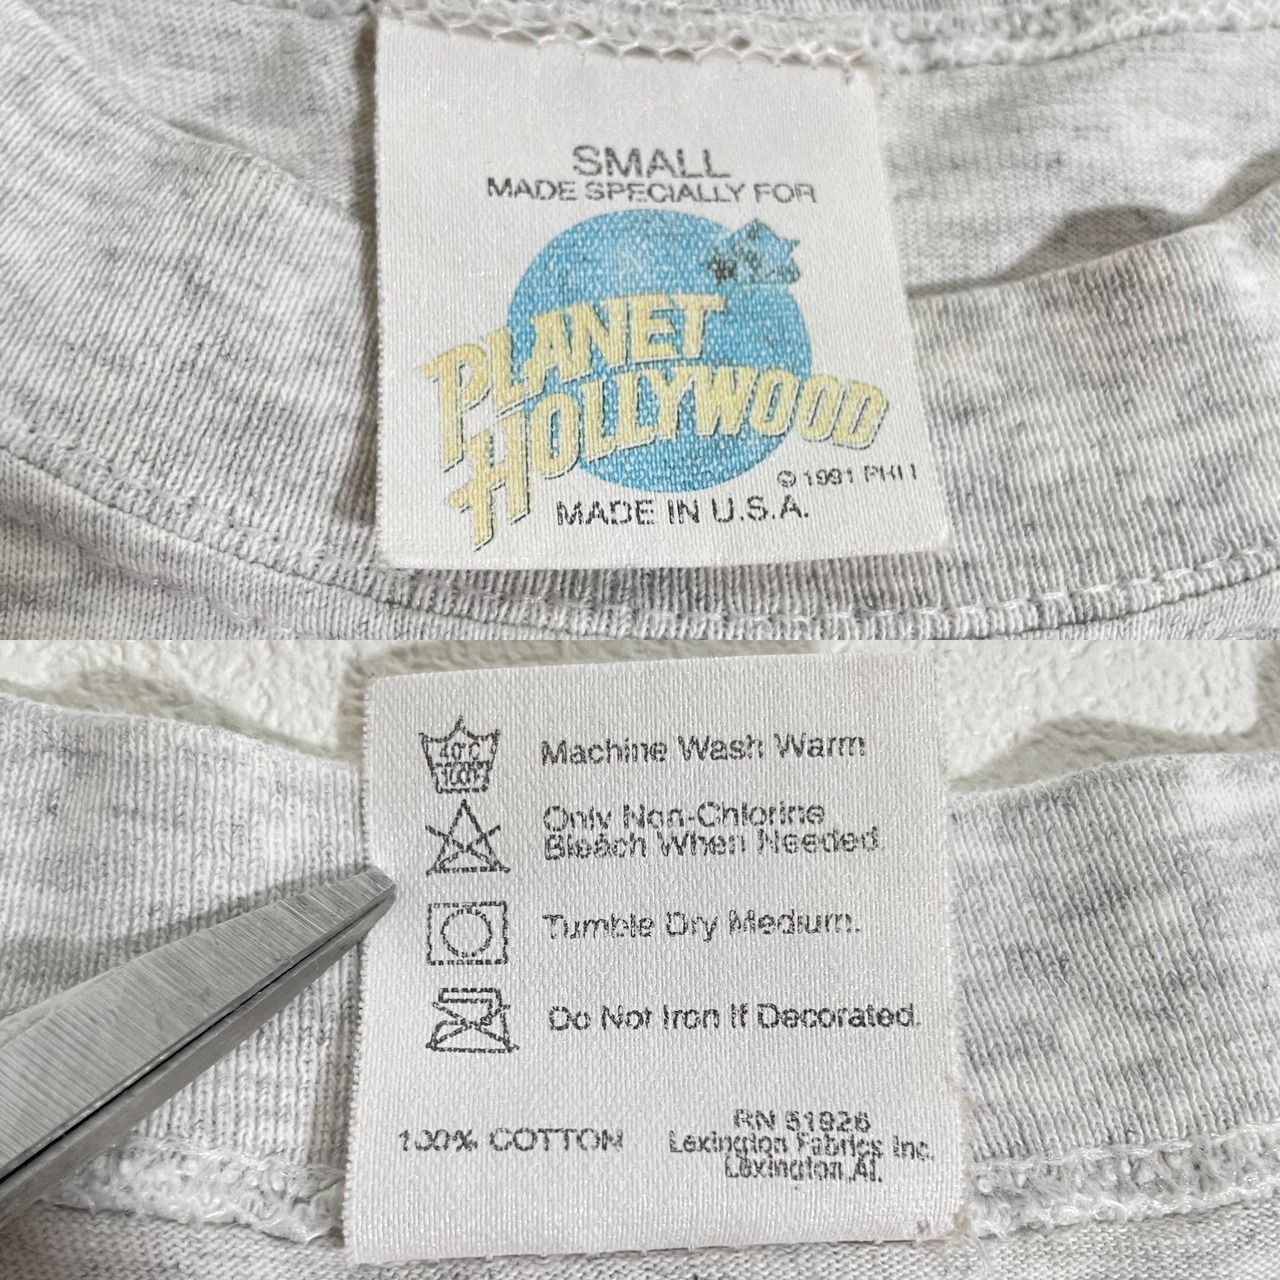 SMALL
MADE SPECIALLY FOR
PLANET
HOLLYWOOD
© 1991 PHII
MADE IN U.S.A.
40°C
100°F
Machine Wash Warm
Only Non-Chlorine
Bleach When Needed.
Tumble Dry Medium.
Do Not Iron If Decorated.
100% COTTON
RN 51926
Lexington Fabrics Inc.
Lexington, Al.